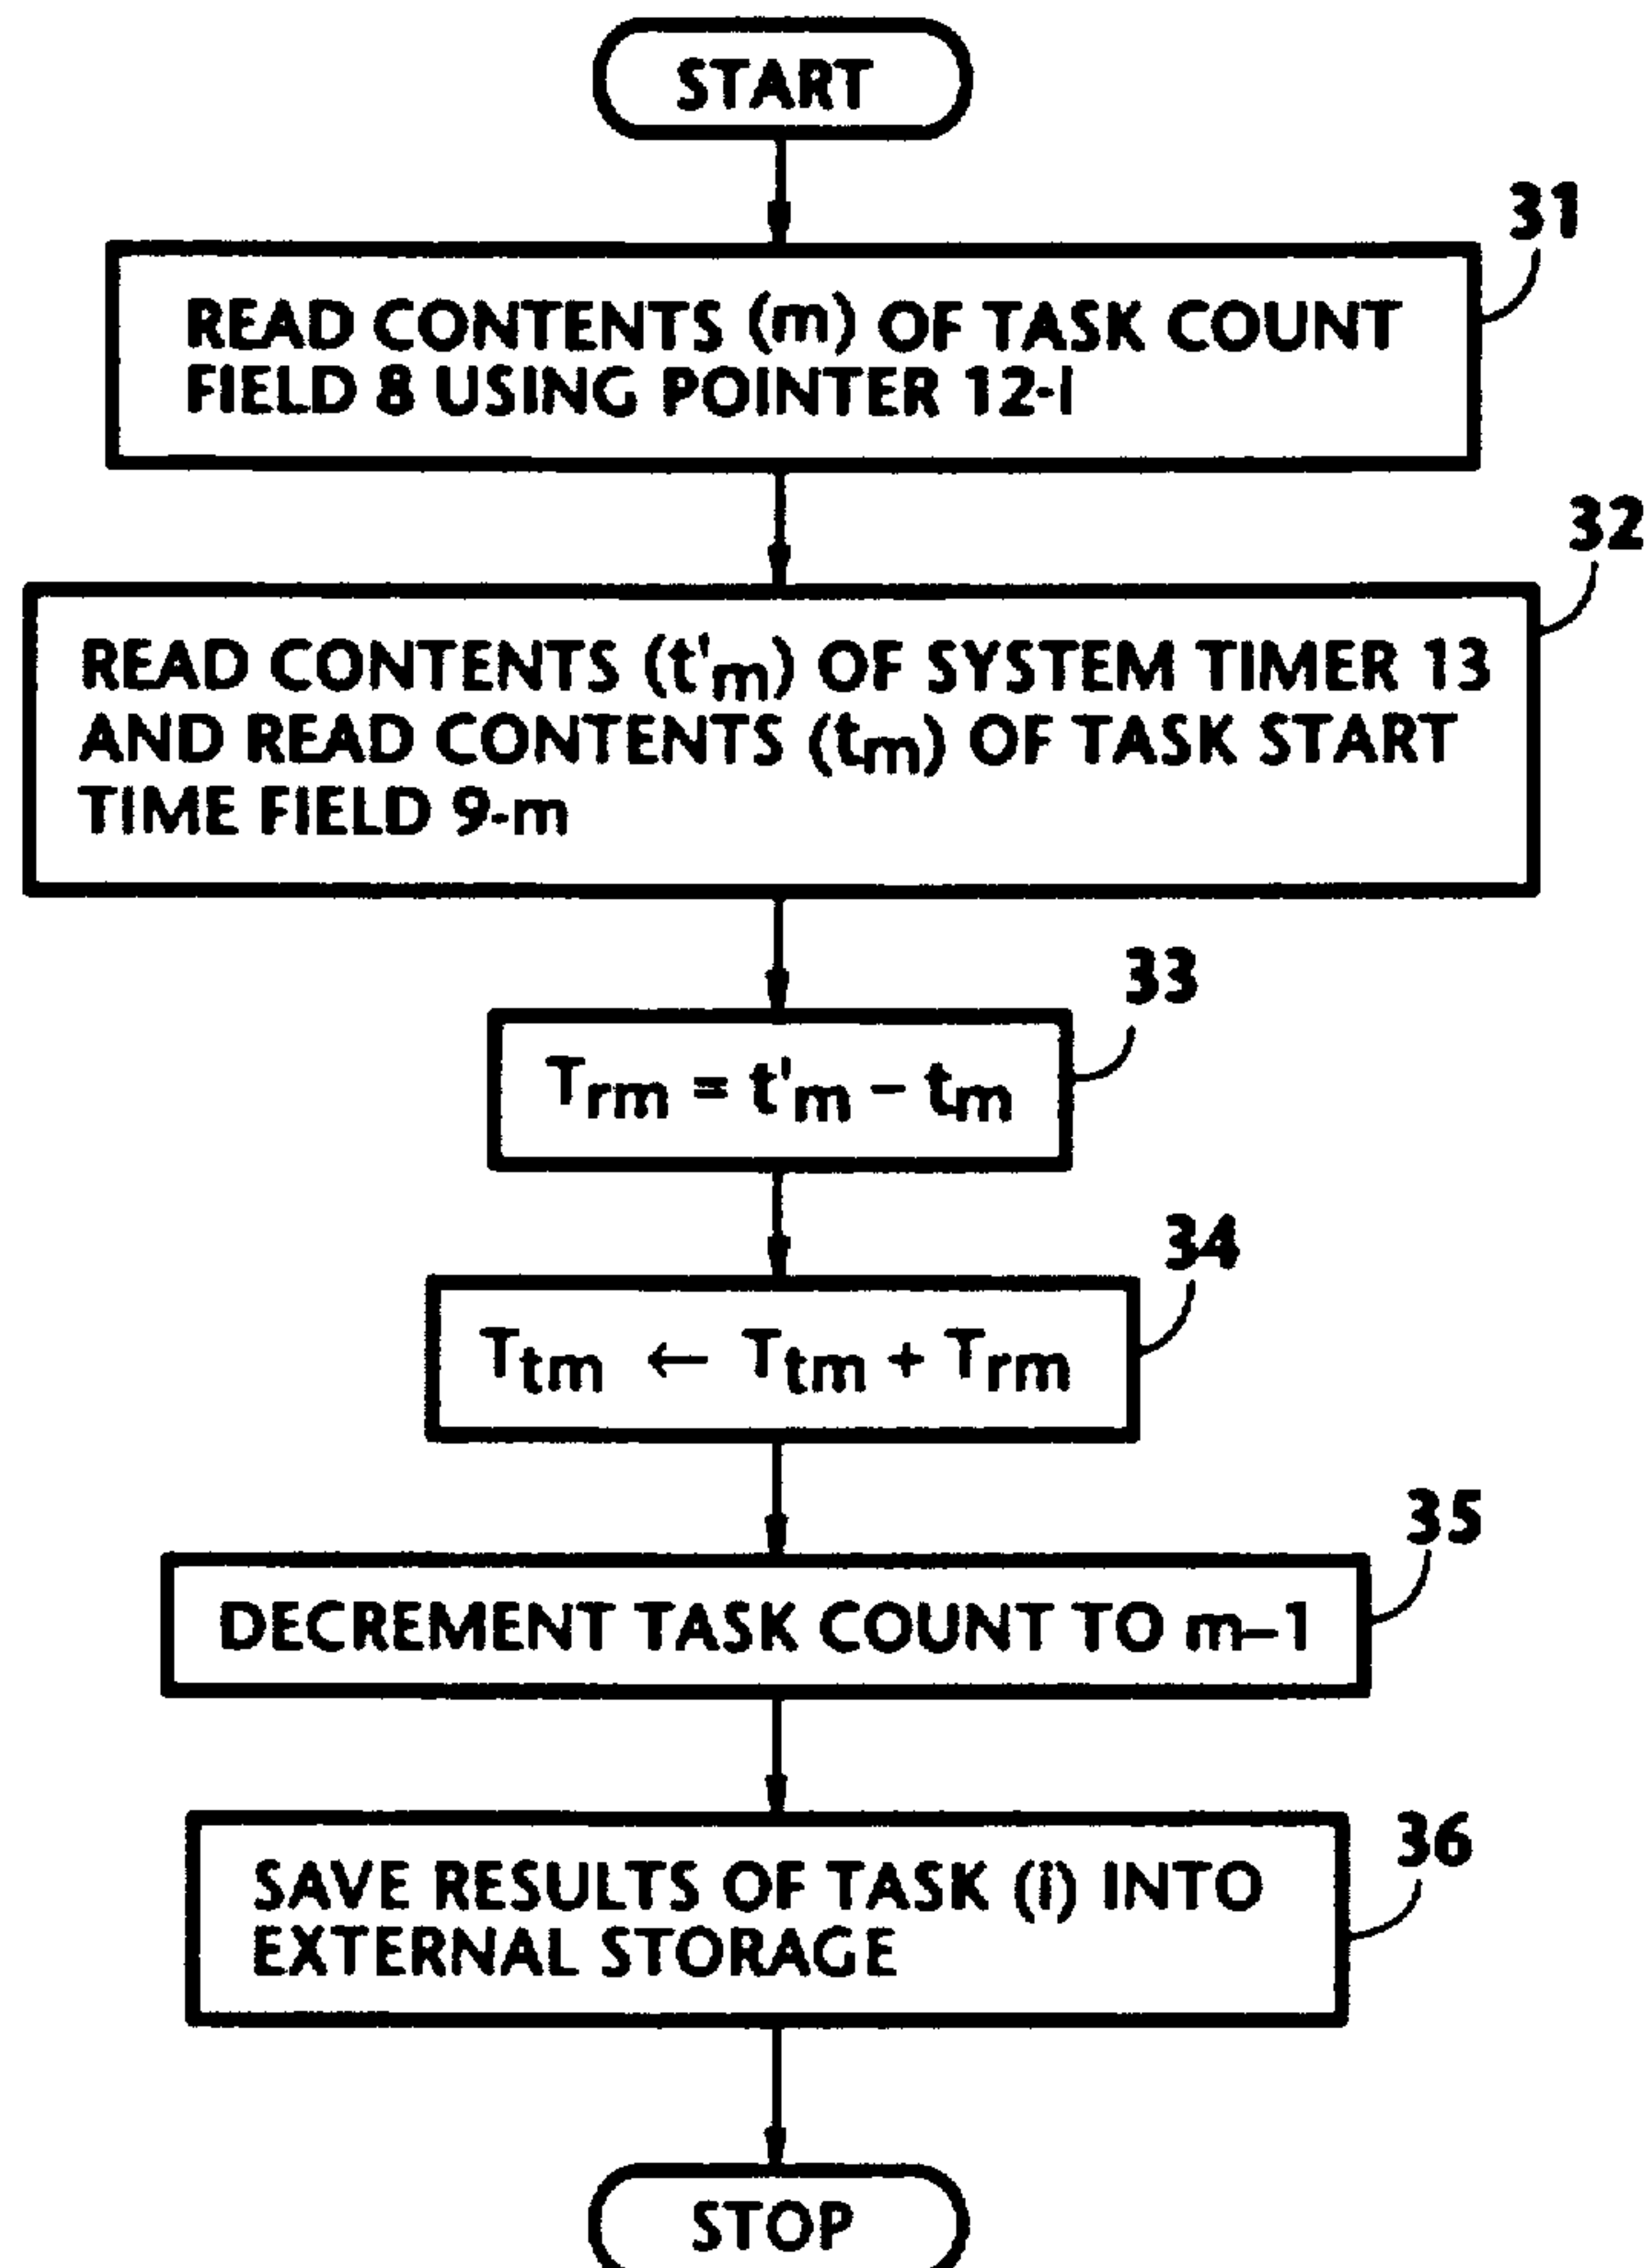 START
31
READ CONTENTS (m) OF TASK COUNT
FIELD 8 USING POINTER 12-I
32
READ CONTENTS (t'm) OF SYSTEM TIMER 13
AND READ CONTENTS (tm) OF TASK START
TIME FIELD 9-m
33
Trm = t'm – tm
34
Ttm ← Ttm + Trm
35
DECREMENT TASK COUNT TO m–1
36
SAVE RESULTS OF TASK (i) INTO
EXTERNAL STORAGE
STOP